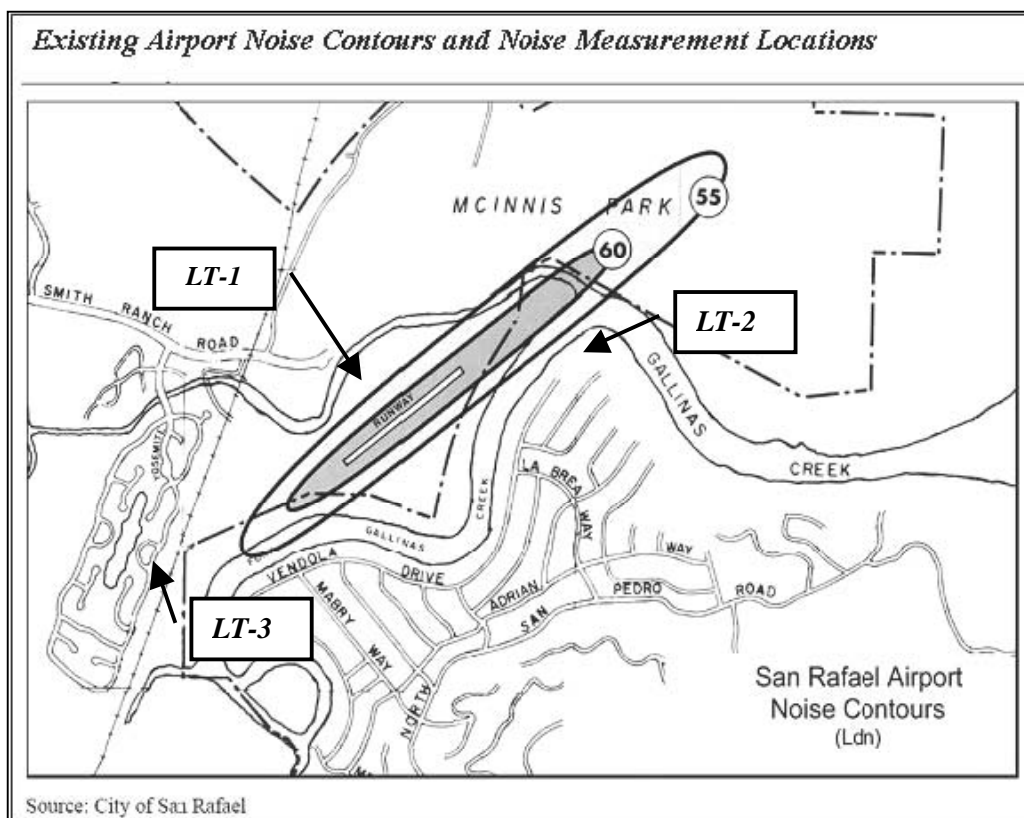 Existing Airport Noise Contours and Noise Measurement Locations
MCINNIS PARK
55
60
LT-1
SMITH RANCH ROAD
LT-2
GALLINAS
CREEK
RUNWAY
YOSEMITE
LA BREA
WAY
CREEK
GALLINAS
VENDOLA DRIVE
MABRY WAY
ADRIAN
WAY
NORTH SAN PEDRO ROAD
LT-3
San Rafael Airport
Noise Contours
(Ldn)
Source: City of San Rafael